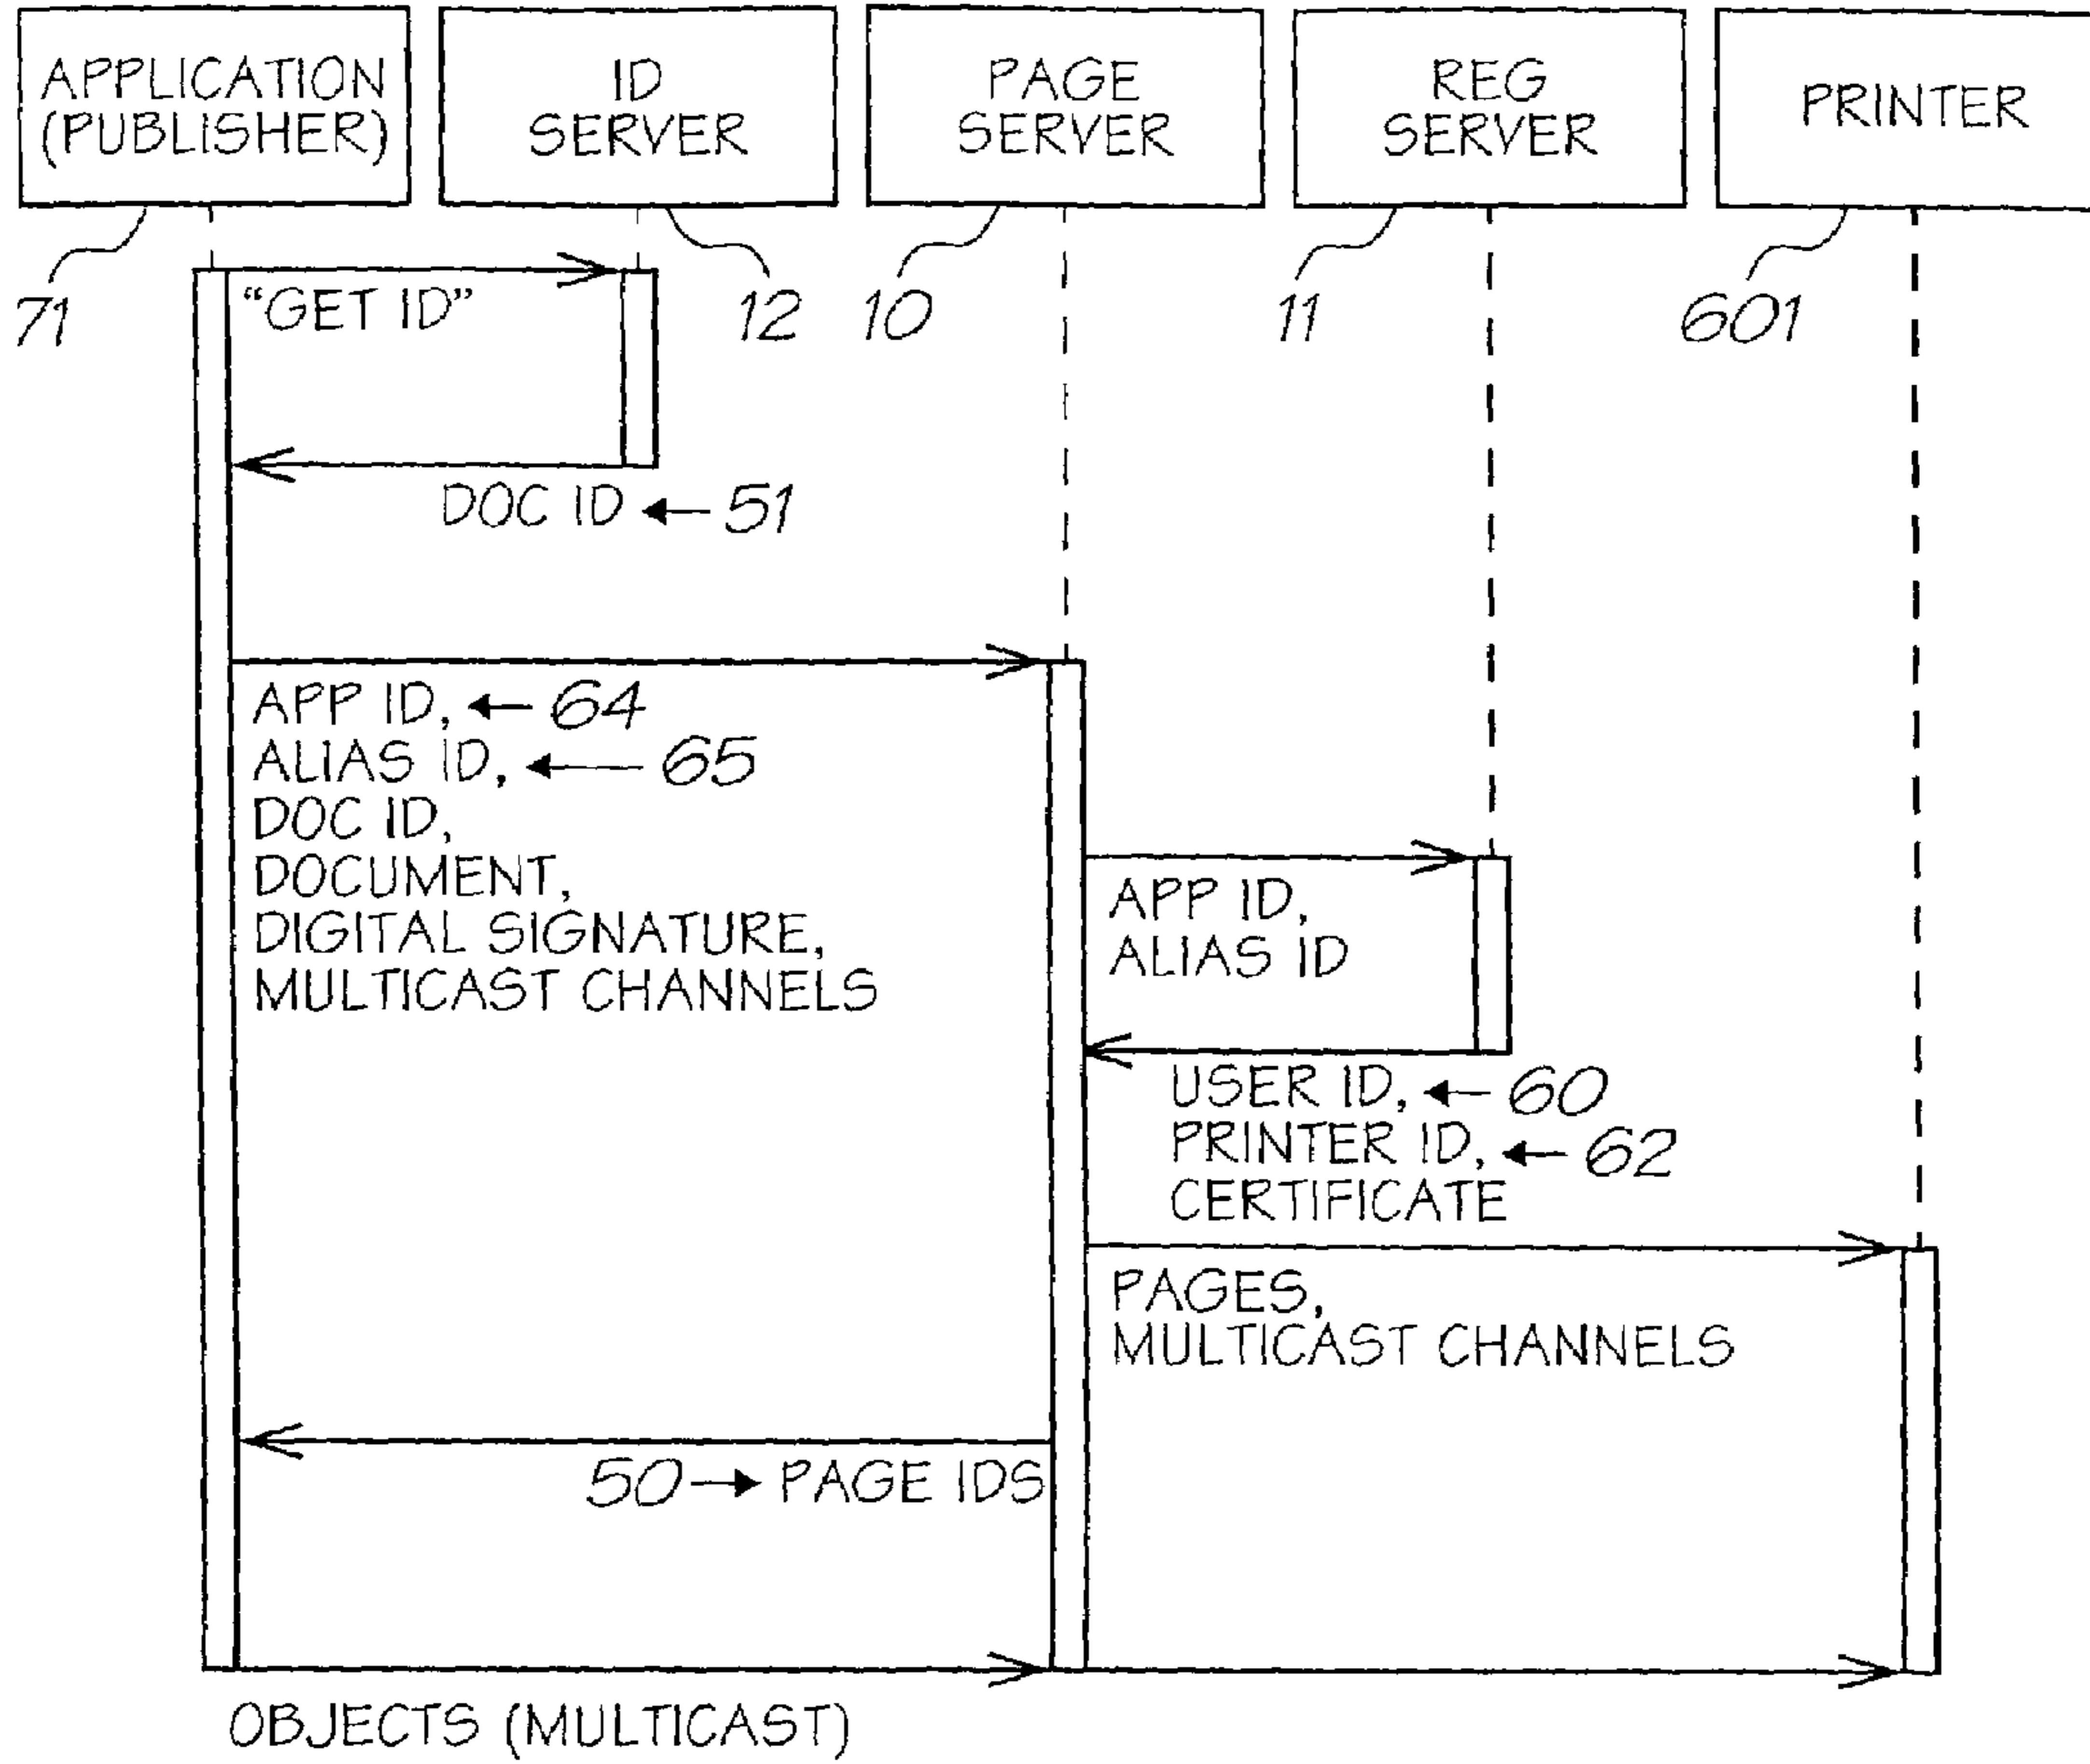 APPLICATION
(PUBLISHER)
ID
SERVER
PAGE
SERVER
REG
SERVER
PRINTER
71
12
10
11
601
"GET ID"
DOC ID 51
APP ID, 64
ALIAS ID, 65
DOC ID,
DOCUMENT,
DIGITAL SIGNATURE,
MULTICAST CHANNELS
APP ID,
ALIAS ID
USER ID, 60
PRINTER ID, 62
CERTIFICATE
PAGES,
MULTICAST CHANNELS
50 PAGE IDS
OBJECTS (MULTICAST)